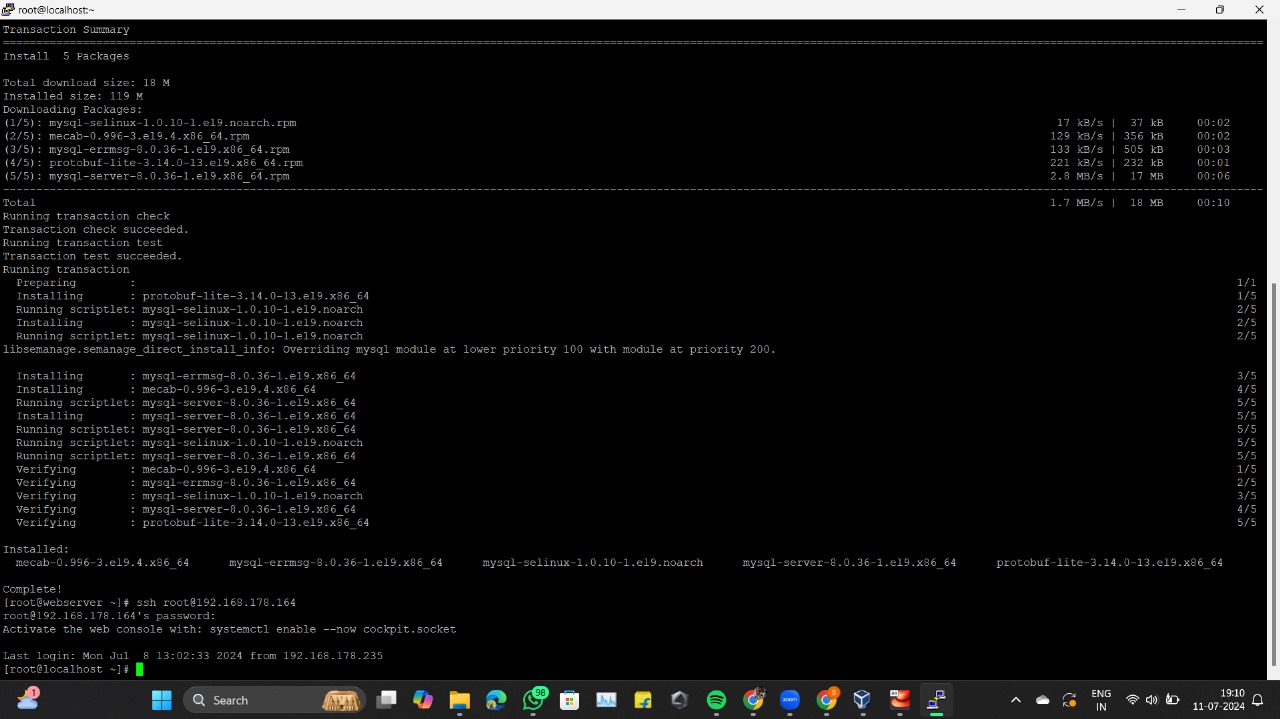 root@localhost:~
Transaction Summary
================================================================================
Install  5 Packages
Total download size: 18 M
Installed size: 119 M
Downloading Packages:
(1/5): mysql-selinux-1.0.10-1.el9.noarch.rpm 17 kB/s | 37 kB 00:02
(2/5): mecab-0.996-3.el9.4.x86_64.rpm 129 kB/s | 356 kB 00:02
(3/5): mysql-errmsg-8.0.36-1.el9.x86_64.rpm 133 kB/s | 505 kB 00:03
(4/5): protobuf-lite-3.14.0-13.el9.x86_64.rpm 221 kB/s | 232 kB 00:01
(5/5): mysql-server-8.0.36-1.el9.x86_64.rpm 2.8 MB/s | 17 MB 00:06
--------------------------------------------------------------------------------
Total 1.7 MB/s | 18 MB 00:10
Running transaction check
Transaction check succeeded.
Running transaction test
Transaction test succeeded.
Running transaction
Preparing : 1/1
Installing : protobuf-lite-3.14.0-13.el9.x86_64 1/5
Running scriptlet: mysql-selinux-1.0.10-1.el9.noarch 2/5
Installing : mysql-selinux-1.0.10-1.el9.noarch 2/5
Running scriptlet: mysql-selinux-1.0.10-1.el9.noarch 2/5
libsemanage.semanage_direct_install_info: Overriding mysql module at lower priority 100 with module at priority 200.
Installing : mysql-errmsg-8.0.36-1.el9.x86_64 3/5
Installing : mecab-0.996-3.el9.4.x86_64 4/5
Running scriptlet: mysql-server-8.0.36-1.el9.x86_64 5/5
Installing : mysql-server-8.0.36-1.el9.x86_64 5/5
Running scriptlet: mysql-server-8.0.36-1.el9.x86_64 5/5
Running scriptlet: mysql-selinux-1.0.10-1.el9.noarch 5/5
Running scriptlet: mysql-server-8.0.36-1.el9.x86_64 5/5
Verifying : mecab-0.996-3.el9.4.x86_64 1/5
Verifying : mysql-errmsg-8.0.36-1.el9.x86_64 2/5
Verifying : mysql-selinux-1.0.10-1.el9.noarch 3/5
Verifying : mysql-server-8.0.36-1.el9.x86_64 4/5
Verifying : protobuf-lite-3.14.0-13.el9.x86_64 5/5
Installed:
mecab-0.996-3.el9.4.x86_64 mysql-errmsg-8.0.36-1.el9.x86_64 mysql-selinux-1.0.10-1.el9.noarch mysql-server-8.0.36-1.el9.x86_64 protobuf-lite-3.14.0-13.el9.x86_64
Complete!
[root@webserver ~]# ssh root@192.168.178.164
root@192.168.178.164's password:
Activate the web console with: systemctl enable --now cockpit.socket
Last login: Mon Jul  8 13:02:33 2024 from 192.168.178.235
[root@localhost ~]#
1
Search
98
S
ENG
IN
19:10
11-07-2024